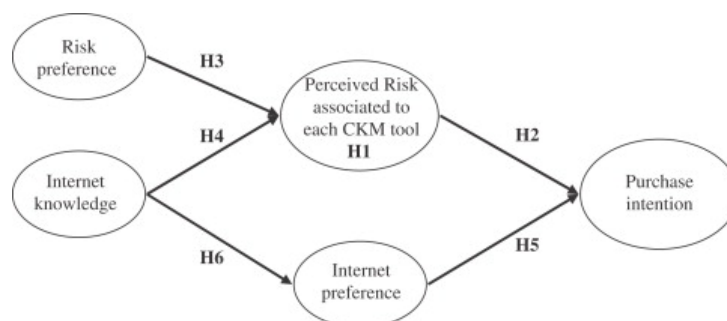 Risk
preference
H3
Perceived Risk
associated to
each CKM tool
H1
H4
H2
Internet
knowledge
Purchase
intention
H6
H5
Internet
preference